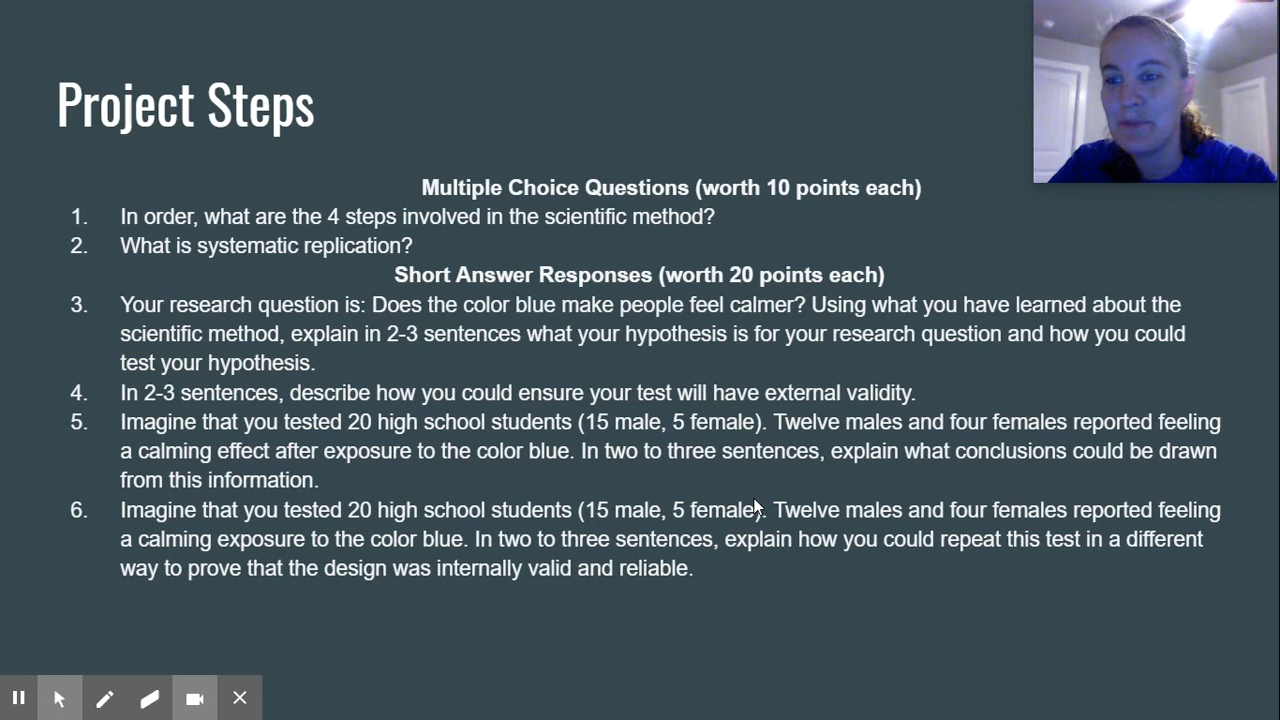 Project Steps
Multiple Choice Questions (worth 10 points each)
1. In order, what are the 4 steps involved in the scientific method?
2. What is systematic replication?
Short Answer Responses (worth 20 points each)
3. Your research question is: Does the color blue make people feel calmer? Using what you have learned about the
scientific method, explain in 2-3 sentences what your hypothesis is for your research question and how you could
test your hypothesis.
4. In 2-3 sentences, describe how you could ensure your test will have external validity.
5. Imagine that you tested 20 high school students (15 male, 5 female). Twelve males and four females reported feeling
a calming effect after exposure to the color blue. In two to three sentences, explain what conclusions could be drawn
from this information.
6. Imagine that you tested 20 high school students (15 male, 5 female). Twelve males and four females reported feeling
a calming exposure to the color blue. In two to three sentences, explain how you could repeat this test in a different
way to prove that the design was internally valid and reliable.